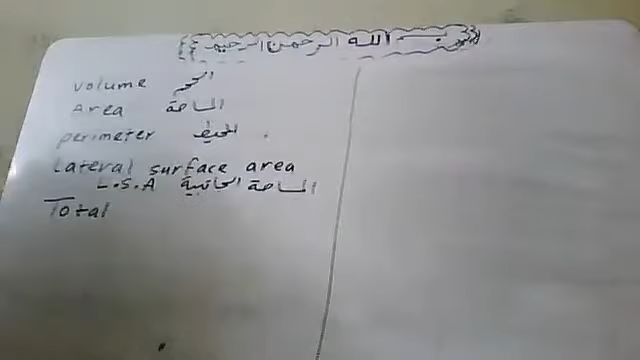 بسم الله الرحمن الرحيم
volume الحجم
Area المساحة
perimeter المحيط
Lateral surface area
L.S.A المساحة الجانبية
Total